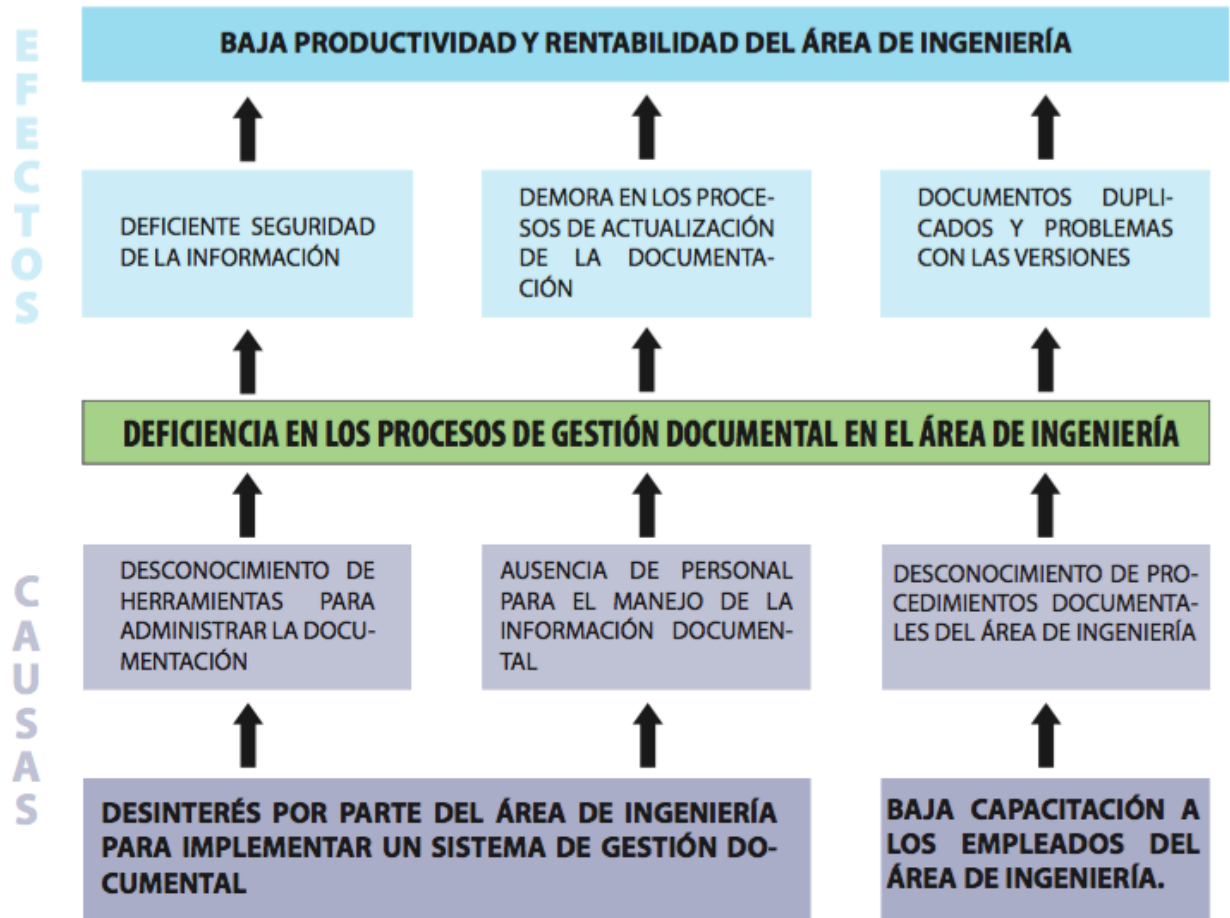 EFECTOS
BAJA PRODUCTIVIDAD Y RENTABILIDAD DEL ÁREA DE INGENIERÍA
DEFICIENTE SEGURIDAD
DE LA INFORMACIÓN
DEMORA EN LOS PROCE-
SOS DE ACTUALIZACIÓN
DE LA DOCUMENTA-
CIÓN
DOCUMENTOS DUPLI-
CADOS Y PROBLEMAS
CON LAS VERSIONES
DEFICIENCIA EN LOS PROCESOS DE GESTIÓN DOCUMENTAL EN EL ÁREA DE INGENIERÍA
CAUSAS
DESCONOCIMIENTO DE
HERRAMIENTAS PARA
ADMINISTRAR LA DOCU-
MENTACIÓN
AUSENCIA DE PERSONAL
PARA EL MANEJO DE LA
INFORMACIÓN DOCUMEN-
TAL
DESCONOCIMIENTO DE PRO-
CEDIMIENTOS DOCUMENTA-
LES DEL ÁREA DE INGENIERÍA
DESINTERÉS POR PARTE DEL ÁREA DE INGENIERÍA
PARA IMPLEMENTAR UN SISTEMA DE GESTIÓN DO-
CUMENTAL
BAJA CAPACITACIÓN A
LOS EMPLEADOS DEL
ÁREA DE INGENIERÍA.